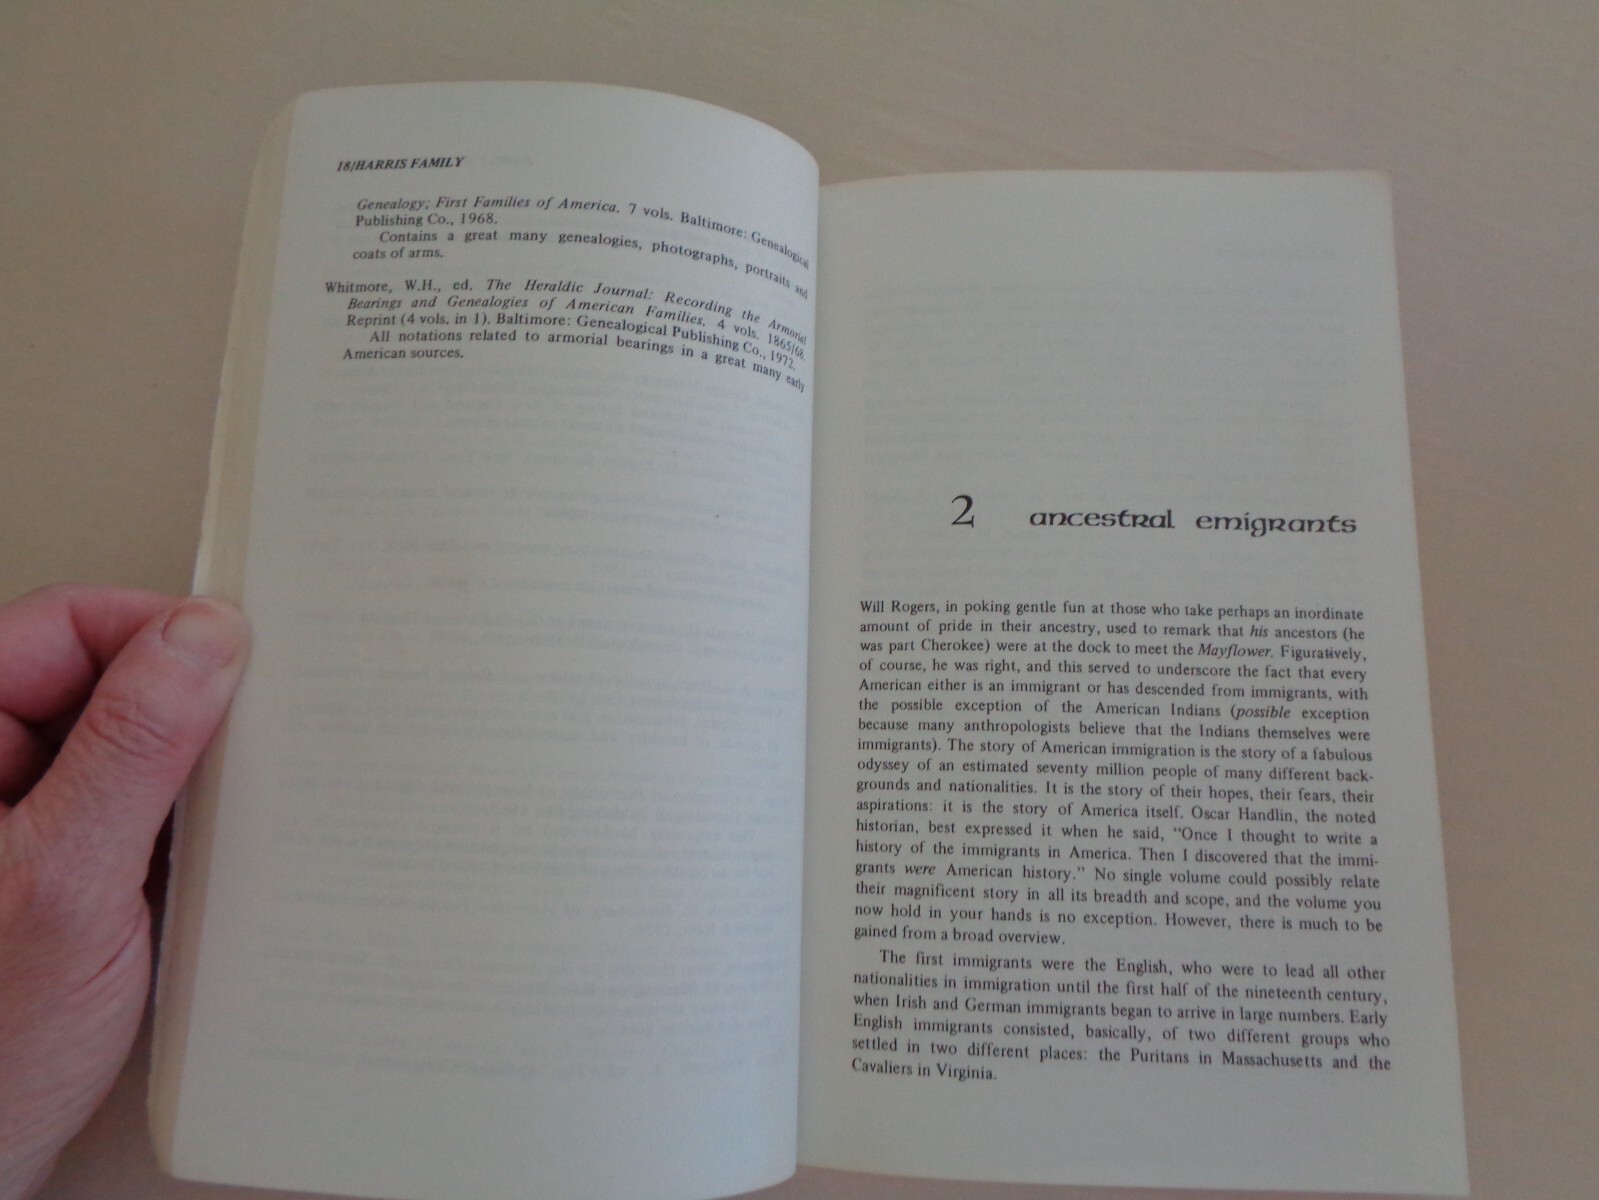 18/HARRIS FAMILY
Genealogy; First Families of America. 7 vols. Baltimore: Genealogical
Publishing Co., 1968.
Contains a great many genealogies, photographs, portraits and
coats of arms.
Whitmore, W.H., ed. The Heraldic Journal: Recording the Armorial
Bearings and Genealogies of American Families. 4 vols. 1865/68.
Reprint (4 vols. in 1). Baltimore: Genealogical Publishing Co., 1972.
All notations related to armorial bearings in a great many early
American sources.
2 ancestral emigrants
Will Rogers, in poking gentle fun at those who take perhaps an inordinate
amount of pride in their ancestry, used to remark that his ancestors (he
was part Cherokee) were at the dock to meet the Mayflower. Figuratively,
of course, he was right, and this served to underscore the fact that every
American either is an immigrant or has descended from immigrants, with
the possible exception of the American Indians (possible exception
because many anthropologists believe that the Indians themselves were
immigrants). The story of American immigration is the story of a fabulous
odyssey of an estimated seventy million people of many different back-
grounds and nationalities. It is the story of their hopes, their fears, their
aspirations: it is the story of America itself. Oscar Handlin, the noted
historian, best expressed it when he said, "Once I thought to write a
history of the immigrants in America. Then I discovered that the immi-
grants were American history." No single volume could possibly relate
their magnificent story in all its breadth and scope, and the volume you
now hold in your hands is no exception. However, there is much to be
gained from a broad overview.
The first immigrants were the English, who were to lead all other
nationalities in immigration until the first half of the nineteenth century,
when Irish and German immigrants began to arrive in large numbers. Early
English immigrants consisted, basically, of two different groups who
settled in two different places: the Puritans in Massachusetts and the
Cavaliers in Virginia.